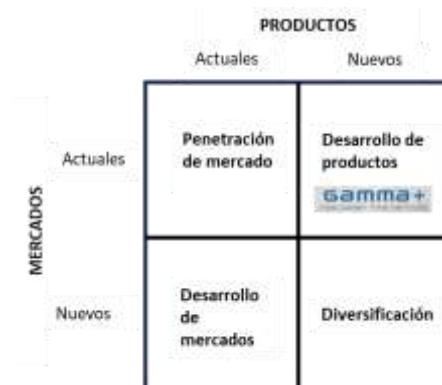 PRODUCTOS
Actuales
Nuevos
MERCADOS
Actuales
Penetración
de mercado
Desarrollo de
productos
gamma+
Nuevos
Desarrollo
de
mercados
Diversificación